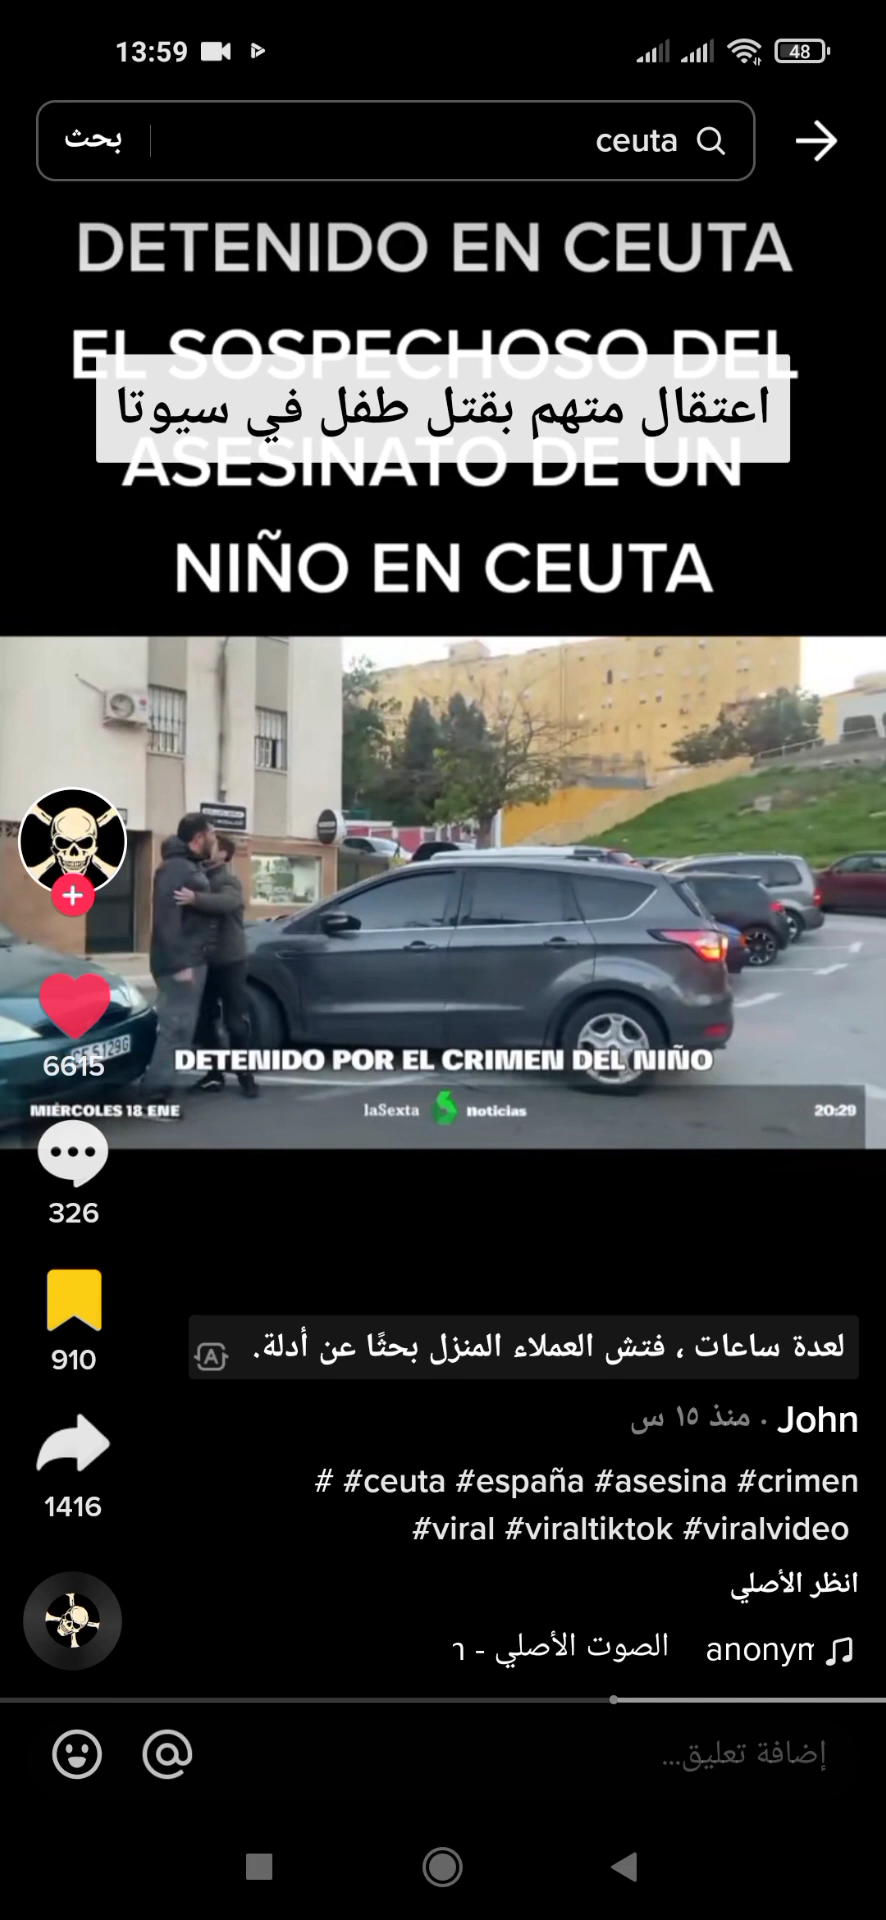 13:59
48
ceuta
بحث
DETENIDO EN CEUTA
EL SOSPECHOSO DEL
اعتقال متهم بقتل طفل في سيوتا
ASESINATO DE UN
NIÑO EN CEUTA
6615
DETENIDO POR EL CRIMEN DEL NIÑO
MIÉRCOLES 18 ENE
laSexta noticias
20:29
326
910
لعدة ساعات ، فتش العملاء المنزل بحثًا عن أدلة.
John · منذ ١٥ س
1416
# #ceuta #españa #asesina #crimen
#viral #viraltiktok #viralvideo
انظر الأصلي
الصوت الأصلي -
anonym
إضافة تعليق...